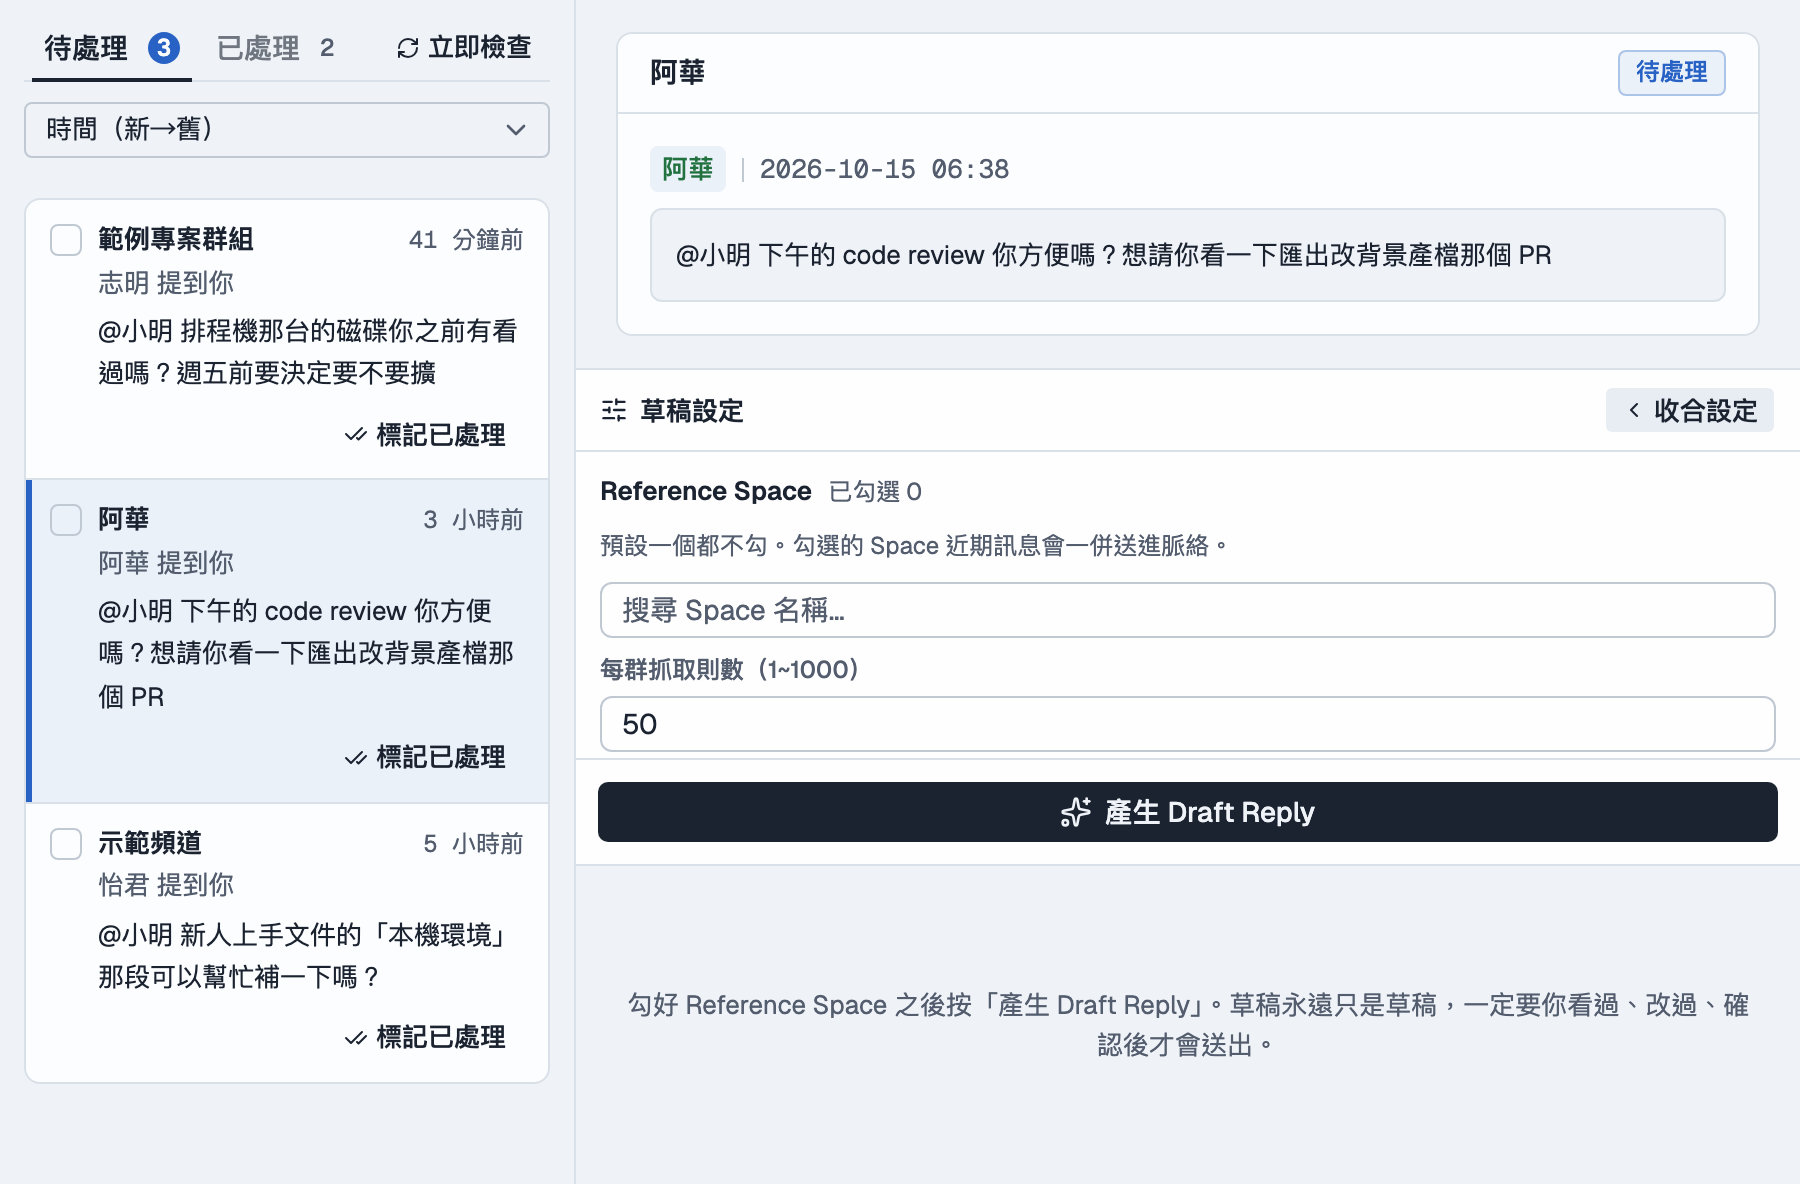 待處理 3 已處理 2 立即檢查
時間（新→舊）
範例專案群組 41 分鐘前
志明 提到你
@小明 排程機那台的磁碟你之前有看
過嗎？週五前要決定要不要擴
標記已處理
阿華 3 小時前
阿華 提到你
@小明 下午的 code review 你方便
嗎？想請你看一下匯出改背景產檔那
個 PR
標記已處理
示範頻道 5 小時前
怡君 提到你
@小明 新人上手文件的「本機環境」
那段可以幫忙補一下嗎？
標記已處理
阿華 待處理
阿華 2026-10-15 06:38
@小明 下午的 code review 你方便嗎？想請你看一下匯出改背景產檔那個 PR
草稿設定 收合設定
Reference Space 已勾選 0
預設一個都不勾。勾選的 Space 近期訊息會一併送進脈絡。
搜尋 Space 名稱…
每群抓取則數（1~1000）
50
產生 Draft Reply
勾好 Reference Space 之後按「產生 Draft Reply」。草稿永遠只是草稿，一定要你看過、改過、確
認後才會送出。